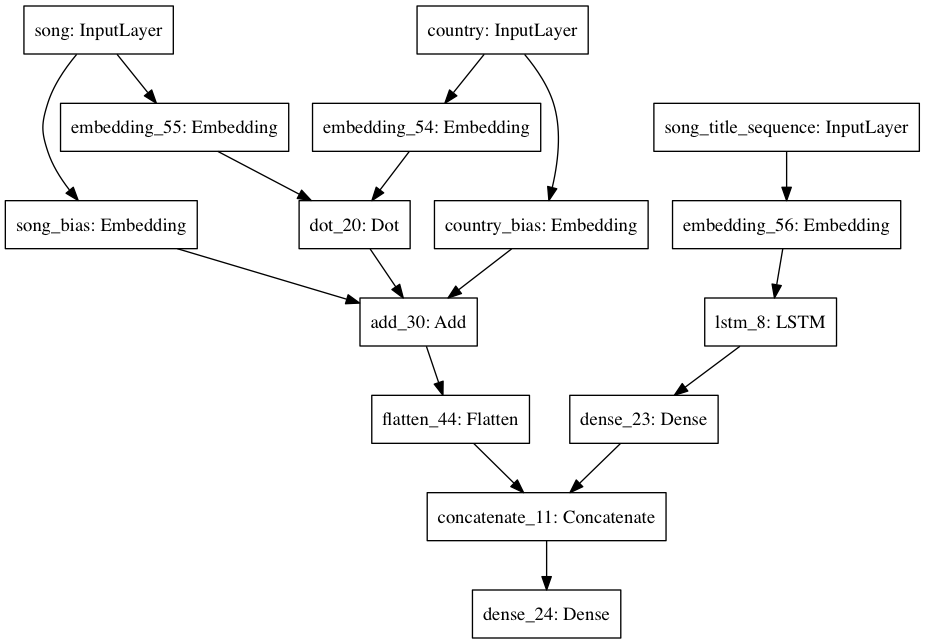 song: InputLayer
country: InputLayer
embedding_55: Embedding
embedding_54: Embedding
song_title_sequence: InputLayer
song_bias: Embedding
dot_20: Dot
country_bias: Embedding
embedding_56: Embedding
add_30: Add
lstm_8: LSTM
flatten_44: Flatten
dense_23: Dense
concatenate_11: Concatenate
dense_24: Dense